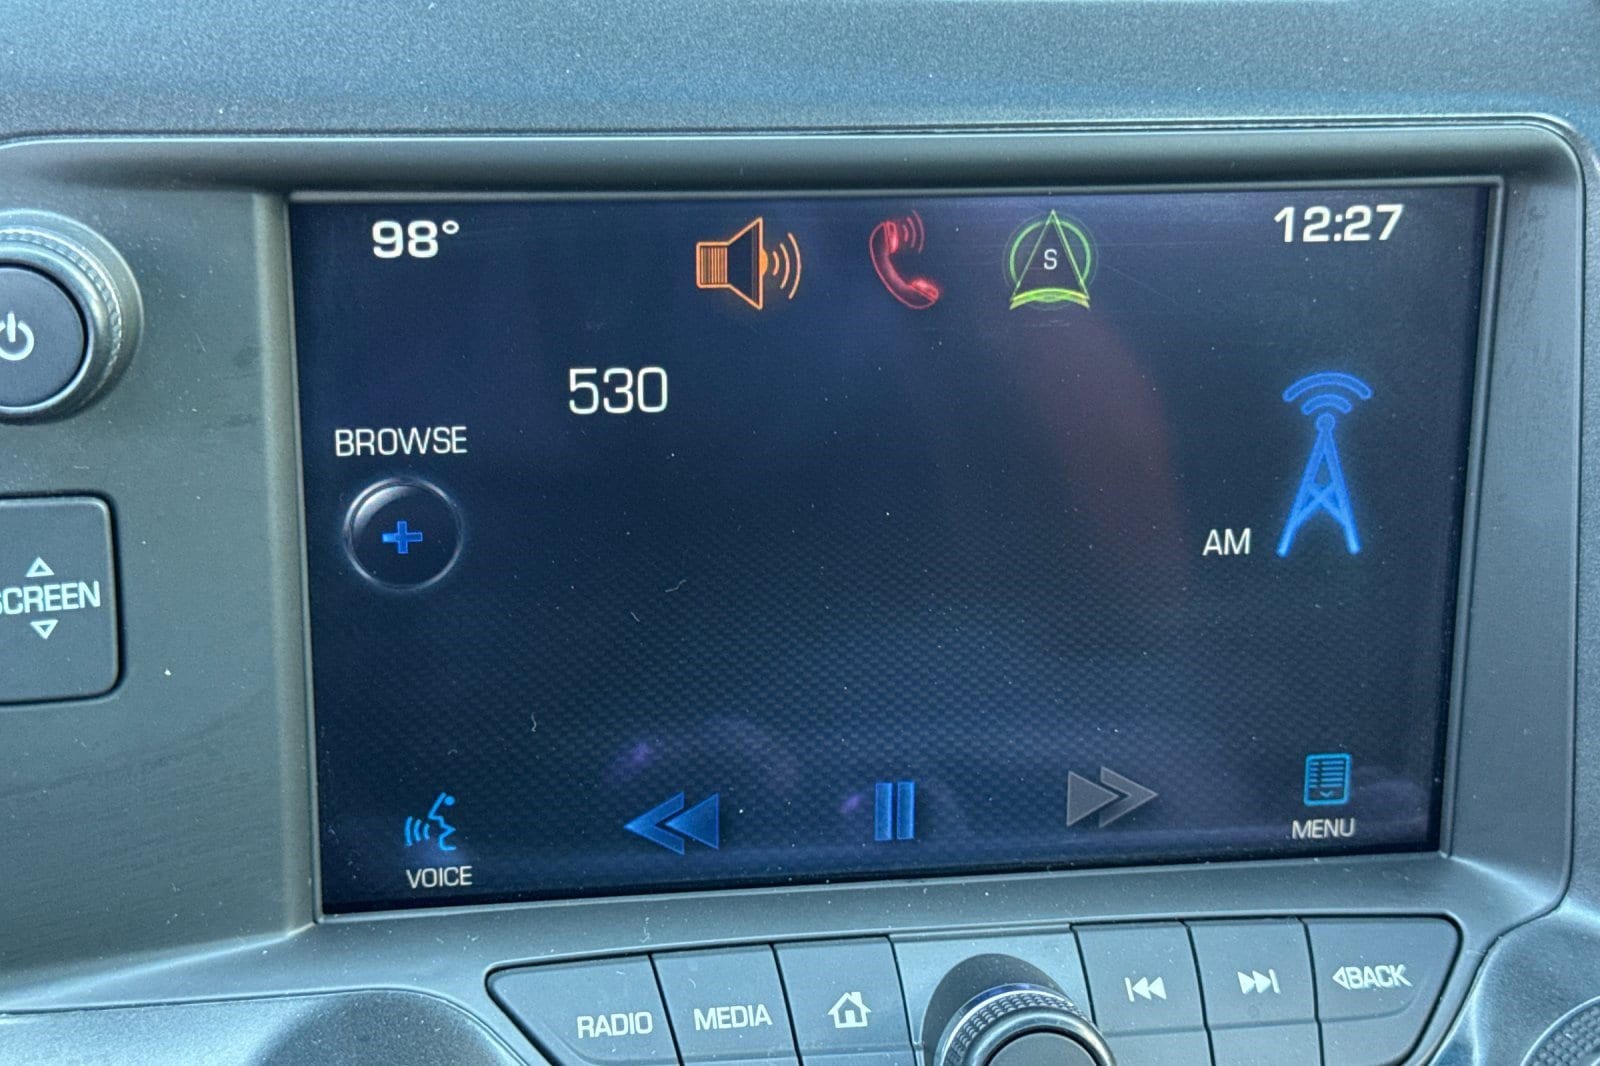 98°
S
12:27
530
BROWSE
AM
SCREEN
VOICE
MENU
RADIO
MEDIA
BACK